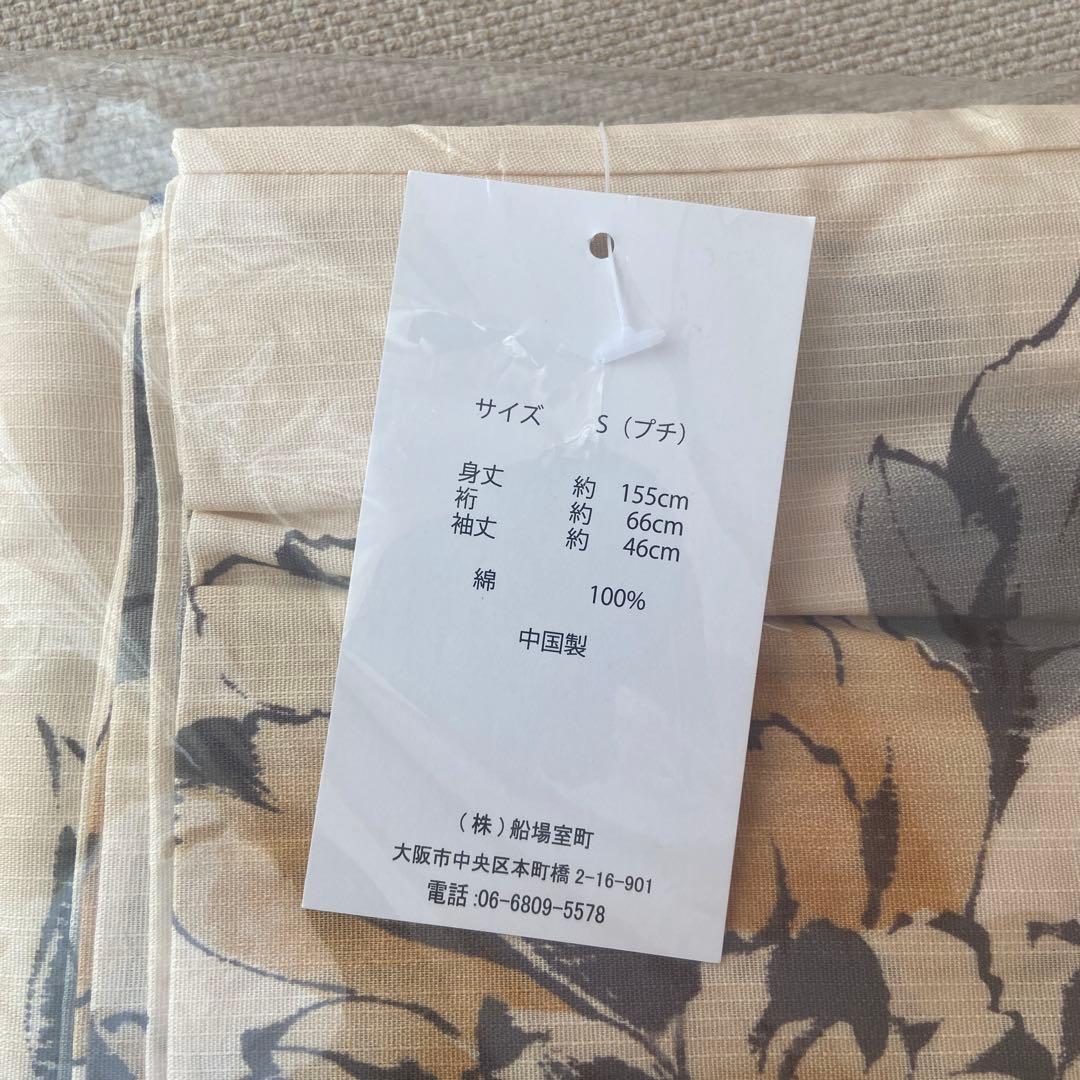 サイズ S（プチ）
身丈 約 155cm
裄 約 66cm
袖丈 約 46cm
綿 100%
中国製
(株)船場室町
大阪市中央区本町橋2-16-901
電話:06-6809-5578